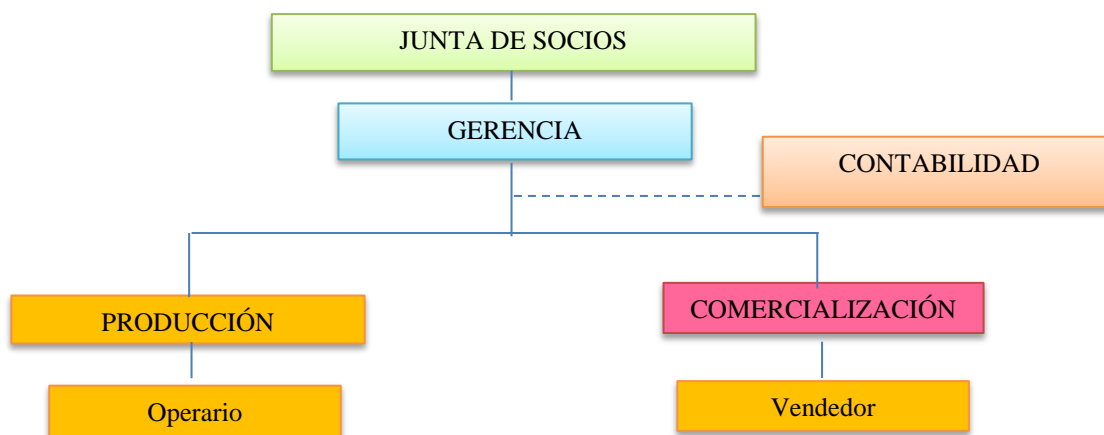 JUNTA DE SOCIOS
GERENCIA
CONTABILIDAD
PRODUCCIÓN
COMERCIALIZACIÓN
Operario
Vendedor